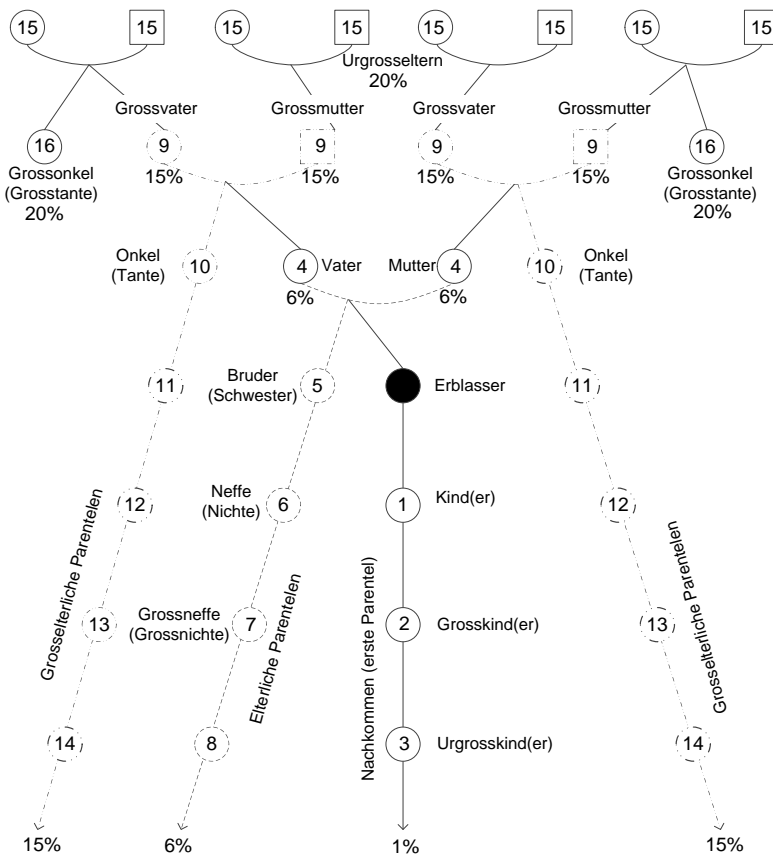 15 15 15 15 15 15 15 15
Urgrosseltern
20%
Grossvater Grossmutter Grossvater Grossmutter
16 9 9 9 9 16
Grossonkel
(Grosstante)
20%
15% 15% 15% 15%
Grossonkel
(Grosstante)
20%
Onkel
(Tante)
10 4 Vater Mutter 4 10
Onkel
(Tante)
6% 6%
11 Bruder
(Schwester)
5 Erblasser 11
12 Neffe
(Nichte)
6 1 Kind(er) 12
Grosselterliche Parentelen
Elterliche Parentelen
Nachkommen (erste Parentel)
Grosselterliche Parentelen
13 Grossneffe
(Grossnichte)
7 2 Grosskind(er) 13
14 8 3 Urgrosskind(er) 14
15% 6% 1% 15%